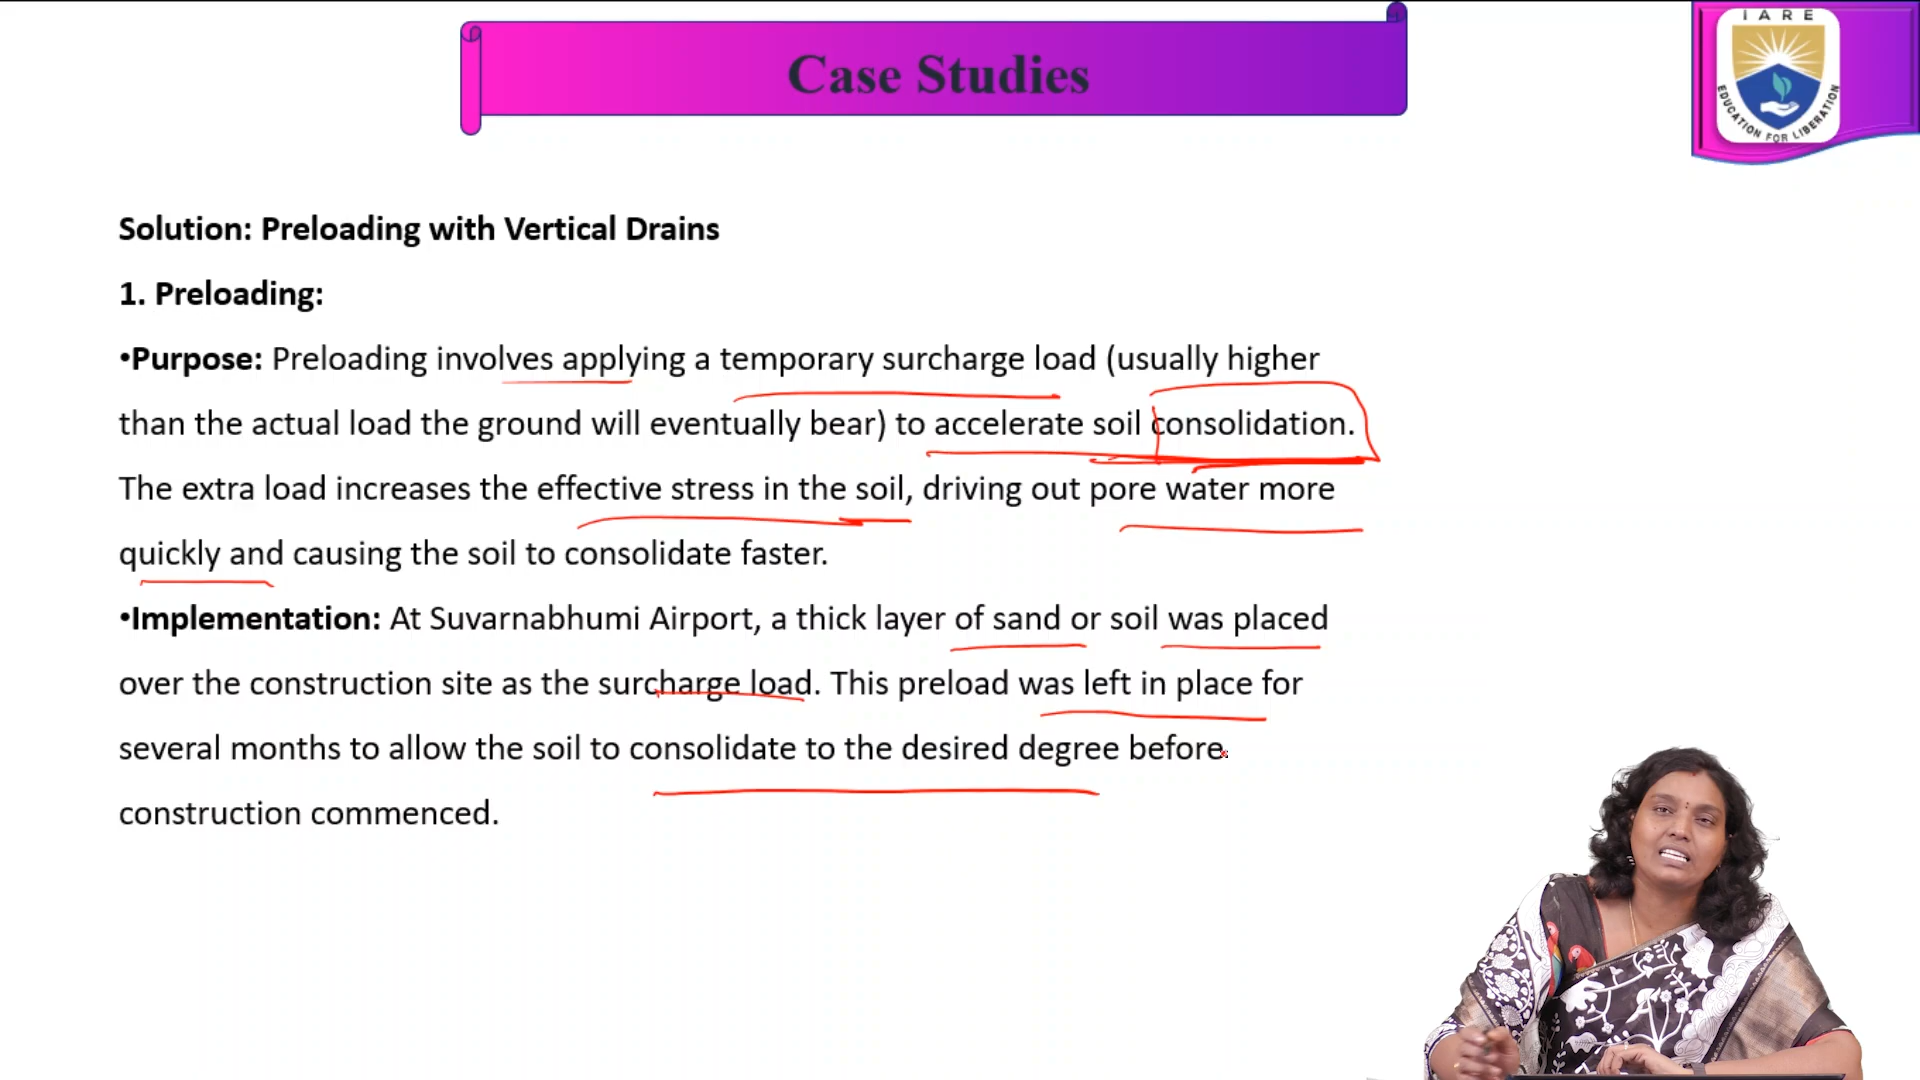 Case Studies
IARE
EDUCATION FOR LIBERATION
Solution: Preloading with Vertical Drains
1. Preloading:
•Purpose: Preloading involves applying a temporary surcharge load (usually higher
than the actual load the ground will eventually bear) to accelerate soil consolidation.
The extra load increases the effective stress in the soil, driving out pore water more
quickly and causing the soil to consolidate faster.
•Implementation: At Suvarnabhumi Airport, a thick layer of sand or soil was placed
over the construction site as the surcharge load. This preload was left in place for
several months to allow the soil to consolidate to the desired degree before
construction commenced.